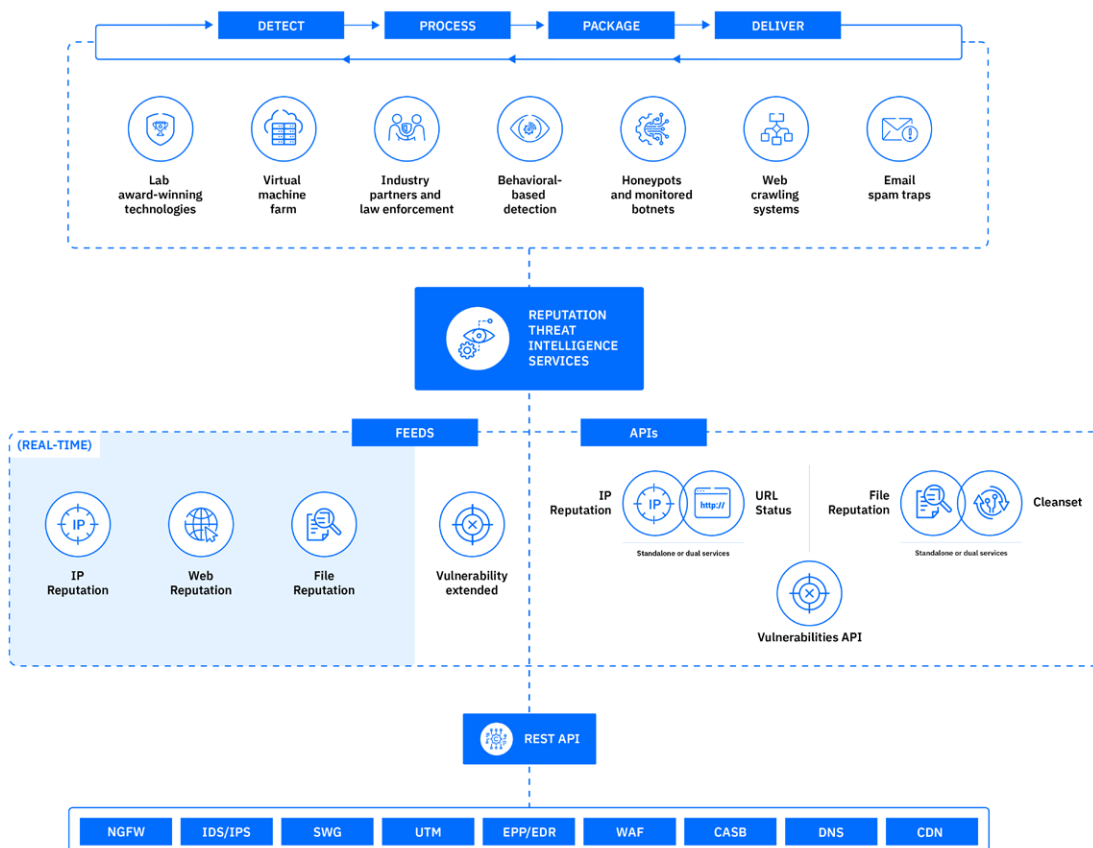 DETECT
PROCESS
PACKAGE
DELIVER
Lab
award-winning
technologies
Virtual
machine
farm
Industry
partners and
law enforcement
Behavioral-
based
detection
Honeypots
and monitored
botnets
Web
crawling
systems
Email
spam traps
REPUTATION
THREAT
INTELLIGENCE
SERVICES
(REAL-TIME)
FEEDS
APIs
IP
IP
Reputation
Web
Reputation
File
Reputation
Vulnerability
extended
IP
Reputation
IP
http://
URL
Status
Standalone or dual services
File
Reputation
Cleanset
Standalone or dual services
Vulnerabilities API
REST API
NGFW
IDS/IPS
SWG
UTM
EPP/EDR
WAF
CASB
DNS
CDN